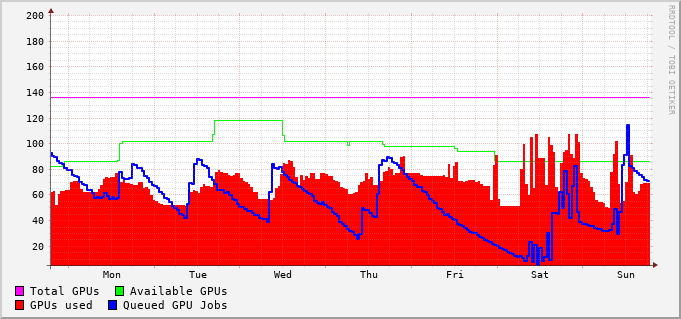 200
180
160
140
120
100
80
60
40
20
Mon Tue Wed Thu Fri Sat Sun
RRDTOOL / TOBI OETIKER
Total GPUs Available GPUs
GPUs used Queued GPU Jobs